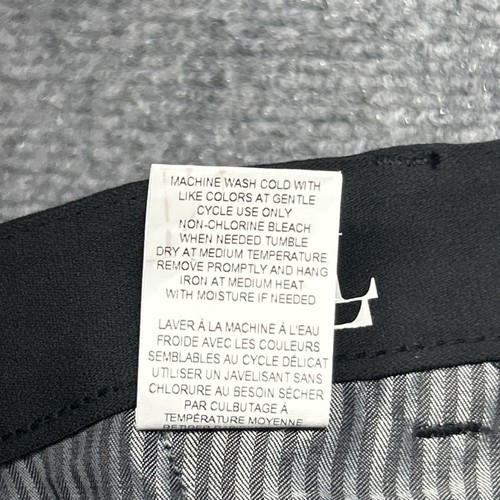 MACHINE WASH COLD WITH
LIKE COLORS AT GENTLE
CYCLE USE ONLY
NON-CHLORINE BLEACH
WHEN NEEDED TUMBLE
DRY AT MEDIUM TEMPERATURE
REMOVE PROMPTLY AND HANG
IRON AT MEDIUM HEAT
WITH MOISTURE IF NEEDED
LAVER À LA MACHINE À L'EAU
FROIDE AVEC LES COULEURS
SEMBLABLES AU CYCLE DÉLICAT
UTILISER UN JAVELISANT SANS
CHLORURE AU BESOIN SÉCHER
PAR CULBUTAGE À
TEMPÉRATURE MOYENNE